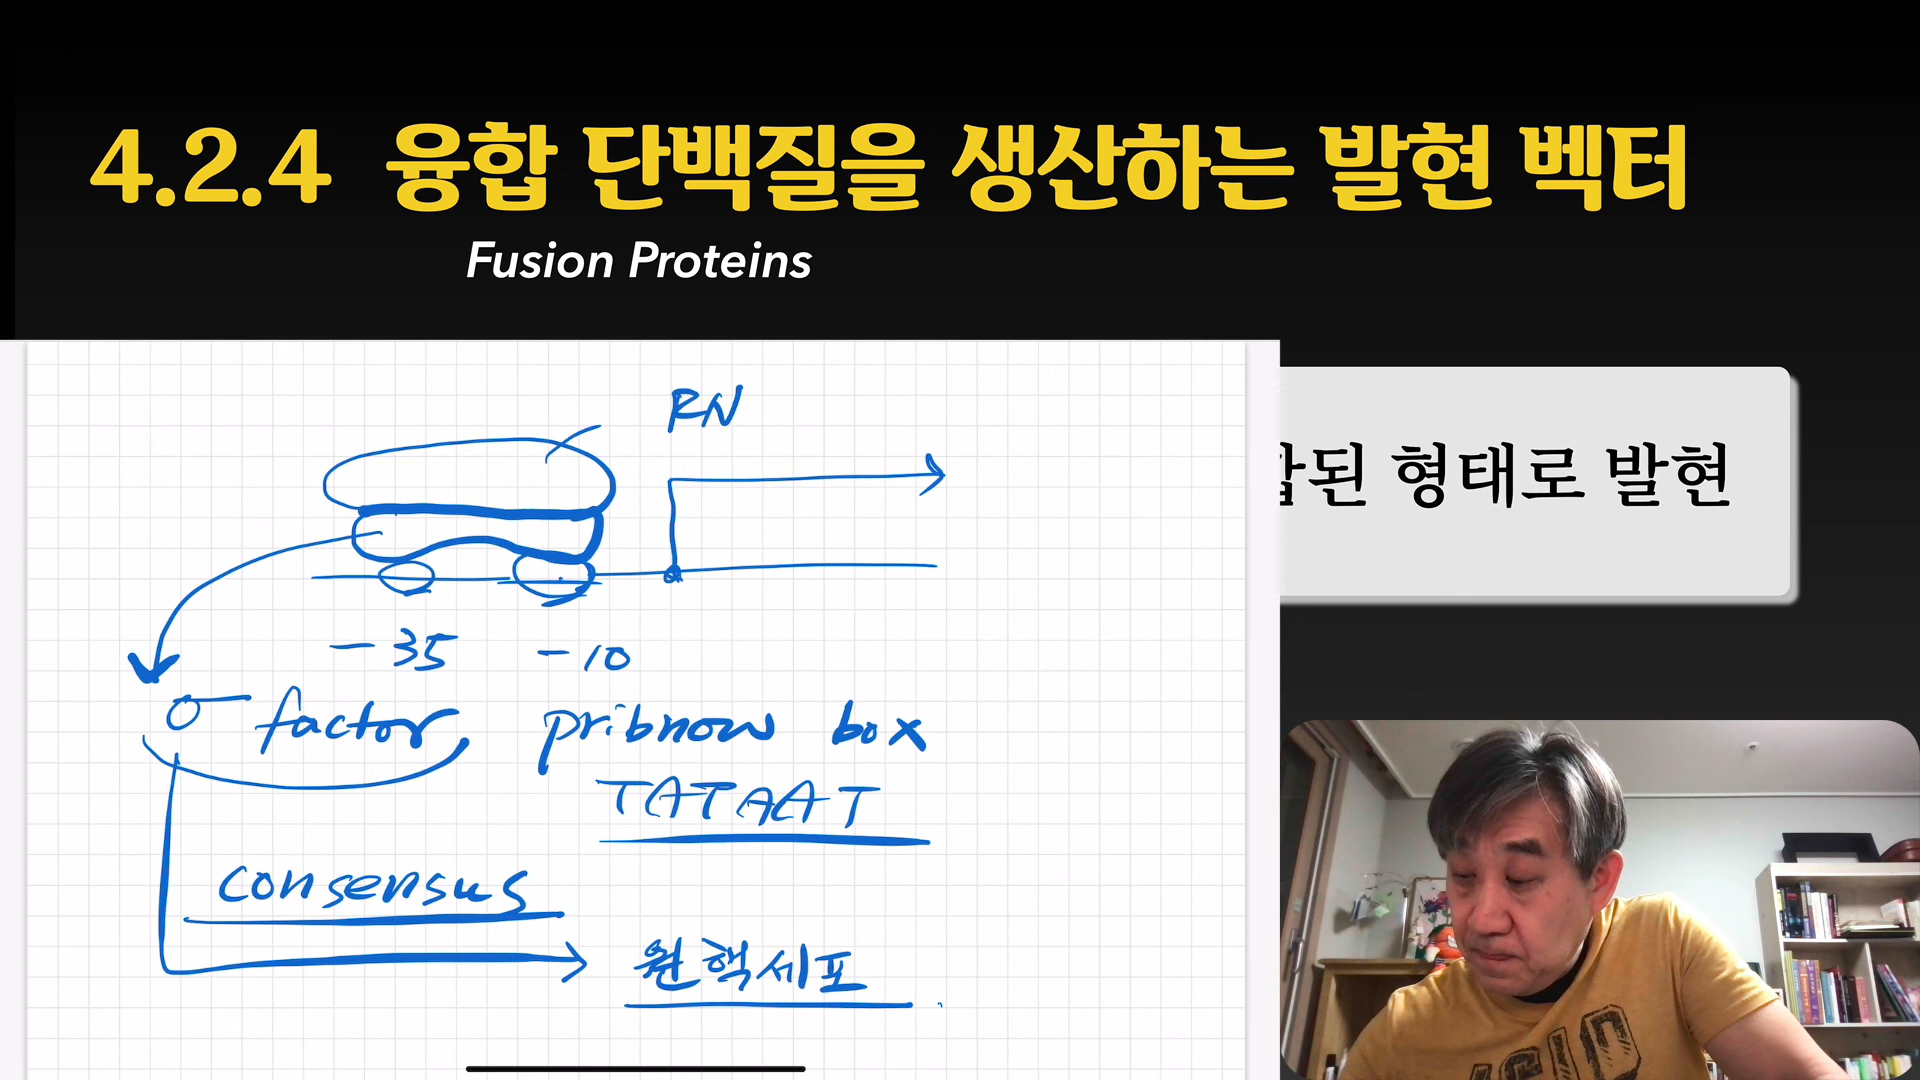 4.2.4 융합 단백질을 생산하는 발현 벡터
Fusion Proteins
RN
된 형태로 발현
-35 -10
σ factor, pribnow box
TATAAT
consensus
원핵세포